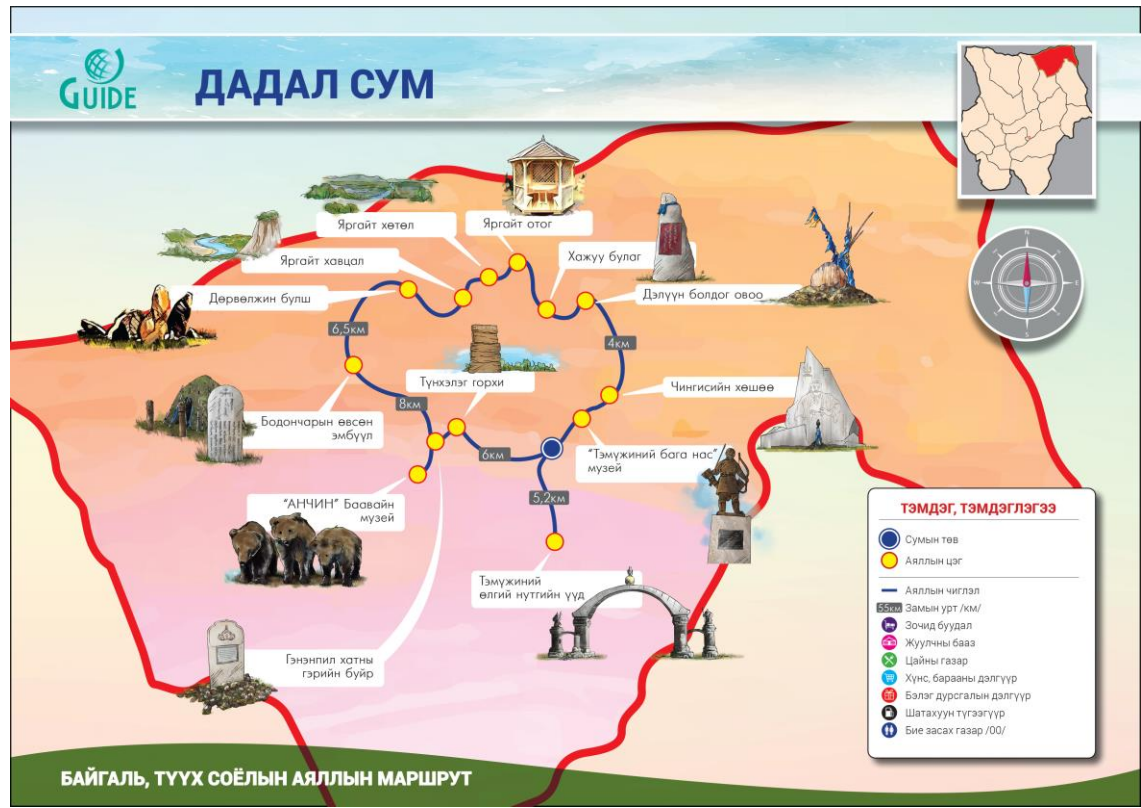 GUIDE
ДАДАЛ СУМ
N
W
E
S
Яргайт хөтөл
Яргайт отог
Яргайт хавцал
Хажуу булаг
Дөрвөлжин булш
Дэлүүн болдог овоо
6,5км
4км
Түнхэлэг горхи
Чингисийн хөшөө
Бодончарын өвсөн
эмбүүл
8км
6км
"Тэмүжиний бага нас"
музей
"АНЧИН" Баавайн
музей
5,2км
Тэмүжиний
өлгий нутгийн үүд
Гэнэнпил хатны
гэрийн буйр
ТЭМДЭГ, ТЭМДЭГЛЭГЭЭ
Сумын төв
Аяллын цэг
Аяллын чиглэл
55км Замын урт /км/
Зочид буудал
Жуулчны бааз
Цайны газар
Хүнс, барааны дэлгүүр
Бэлэг дурсгалын дэлгүүр
Шатахуун түгээгүүр
Бие засах газар /00/
БАЙГАЛЬ, ТҮҮХ СОЁЛЫН АЯЛЛЫН МАРШРУТ